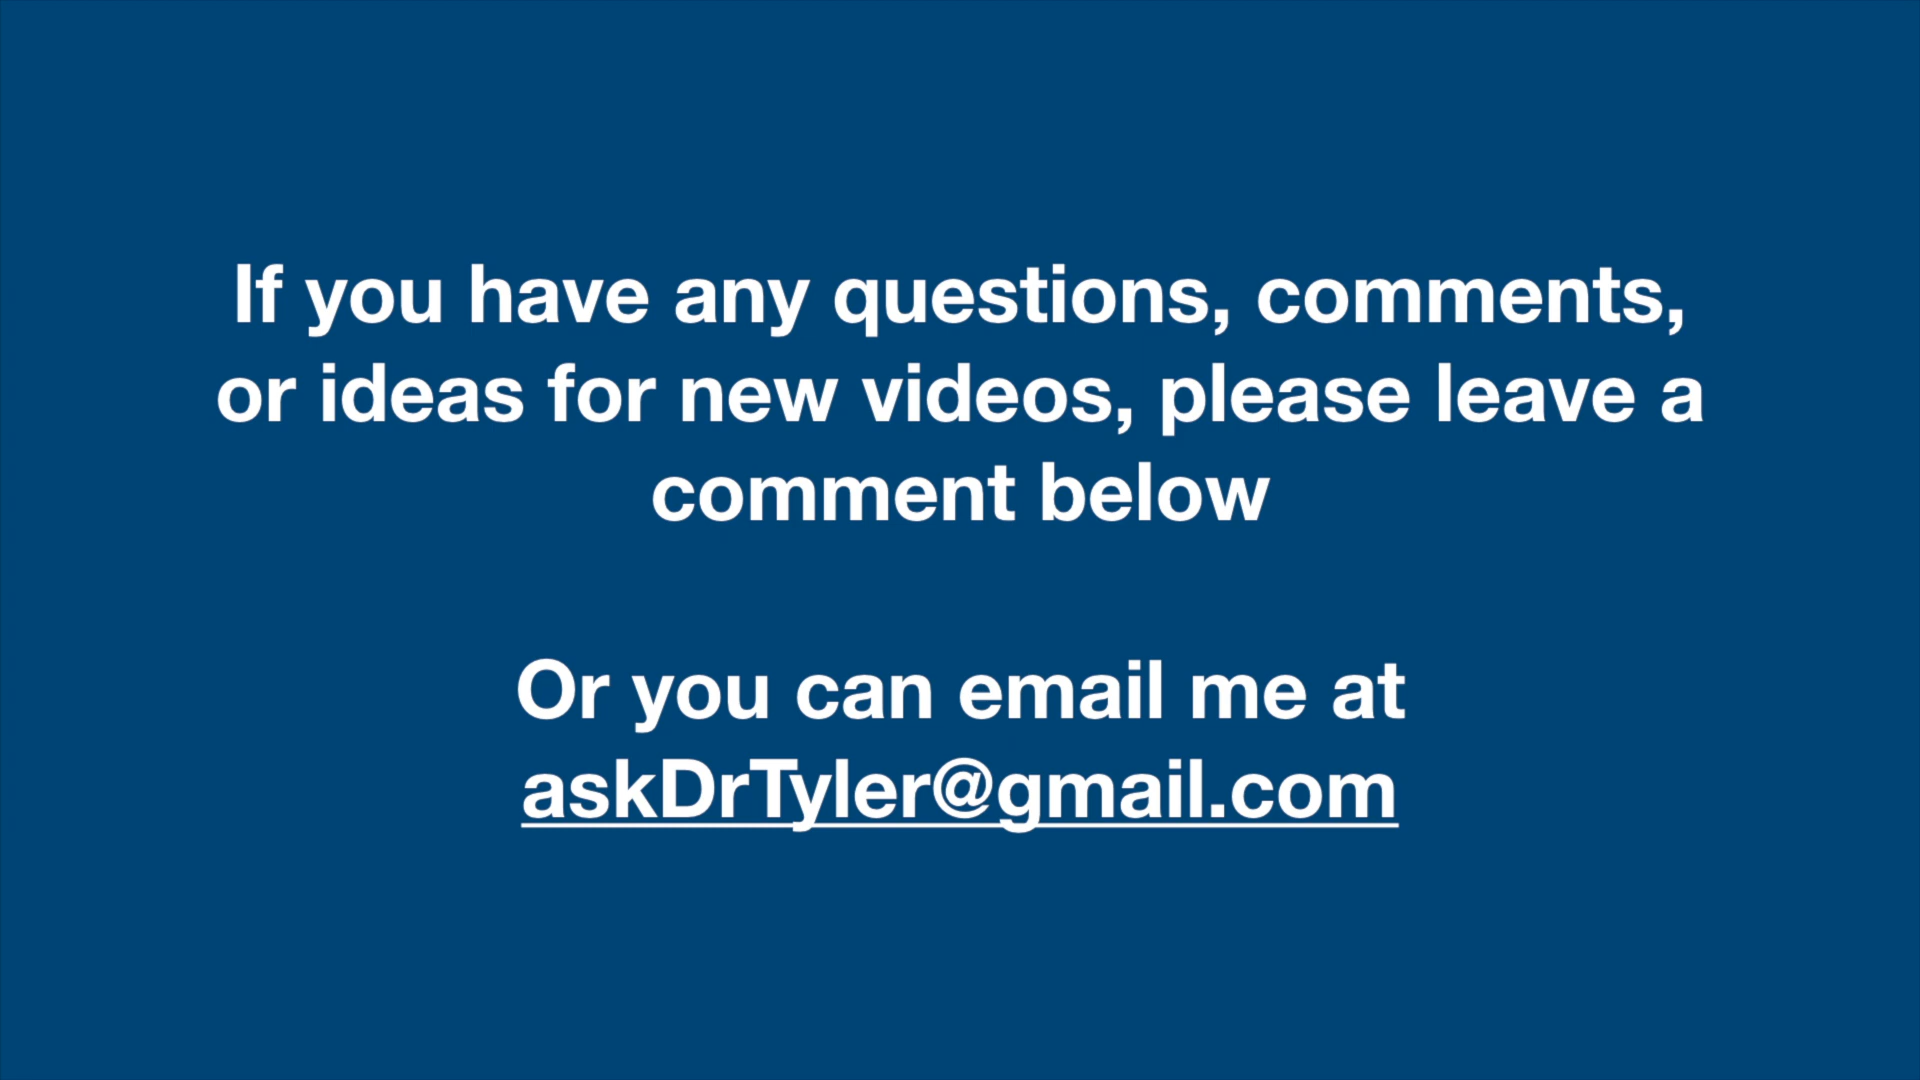 If you have any questions, comments,
or ideas for new videos, please leave a
comment below
Or you can email me at
askDrTyler@gmail.com